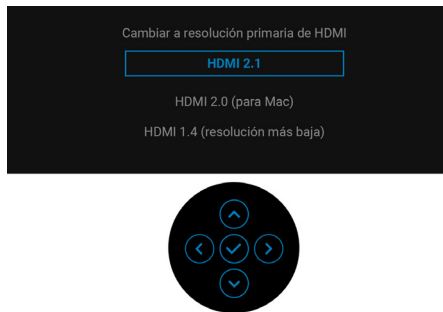 Cambiar a resolución primaria de HDMI
HDMI 2.1
HDMI 2.0 (para Mac)
HDMI 1.4 (resolución más baja)